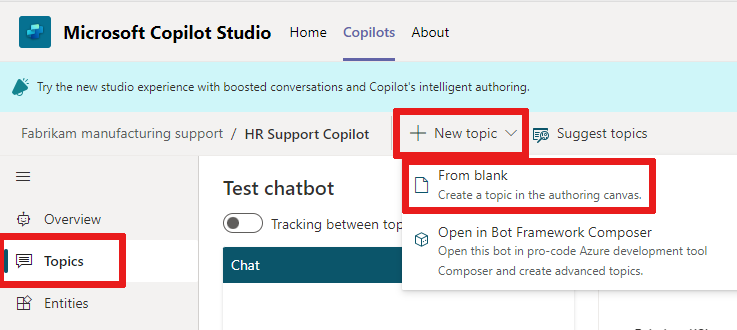 Microsoft Copilot Studio Home Copilots About
Try the new studio experience with boosted conversations and Copilot's intelligent authoring.
Fabrikam manufacturing support / HR Support Copilot + New topic Suggest topics
From blank
Create a topic in the authoring canvas.
Test chatbot
Overview
Tracking between top
Open in Bot Framework Composer
Open this bot in pro-code Azure development tool
Composer and create advanced topics.
Topics
Chat
Entities